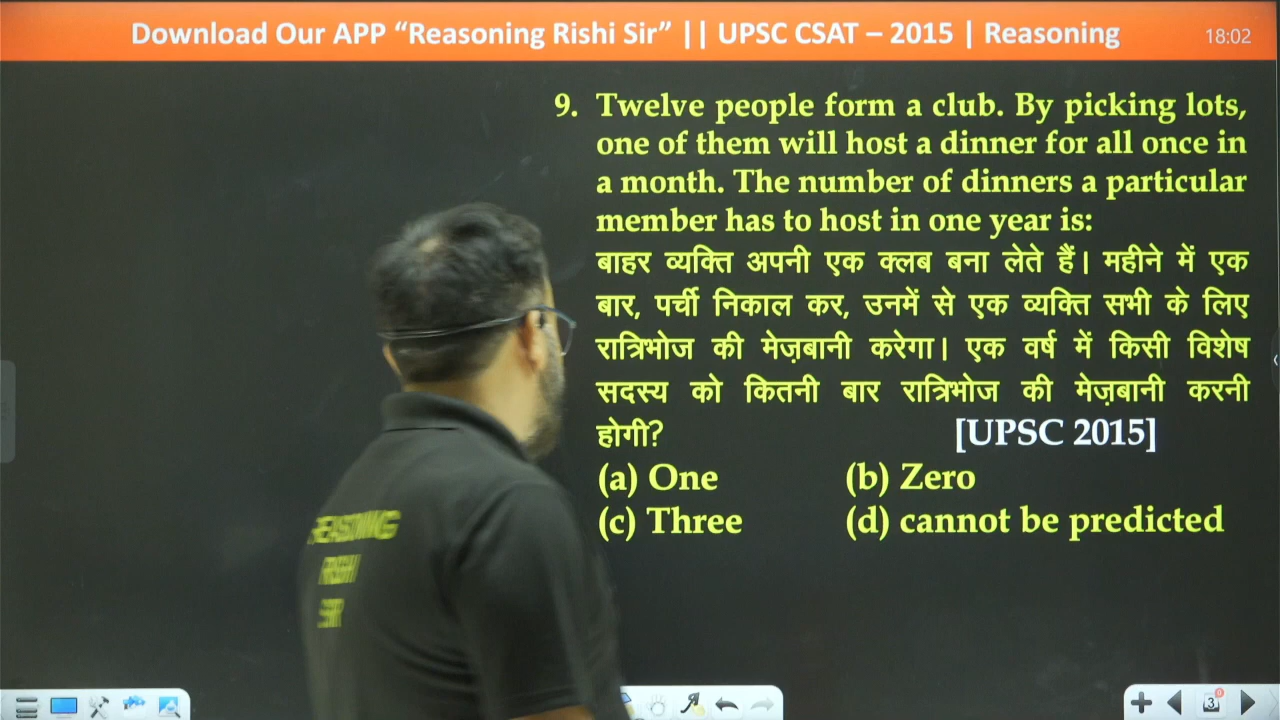 Download Our APP “Reasoning Rishi Sir” || UPSC CSAT – 2015 | Reasoning
18:02
9. Twelve people form a club. By picking lots,
one of them will host a dinner for all once in
a month. The number of dinners a particular
member has to host in one year is:
बाहर व्यक्ति अपनी एक क्लब बना लेते हैं। महीने में एक
बार, पर्ची निकाल कर, उनमें से एक व्यक्ति सभी के लिए
रात्रिभोज की मेज़बानी करेगा। एक वर्ष में किसी विशेष
सदस्य को कितनी बार रात्रिभोज की मेज़बानी करनी
होगी? [UPSC 2015]
(a) One (b) Zero
(c) Three (d) cannot be predicted
REASONING
RISHI
SIR
3